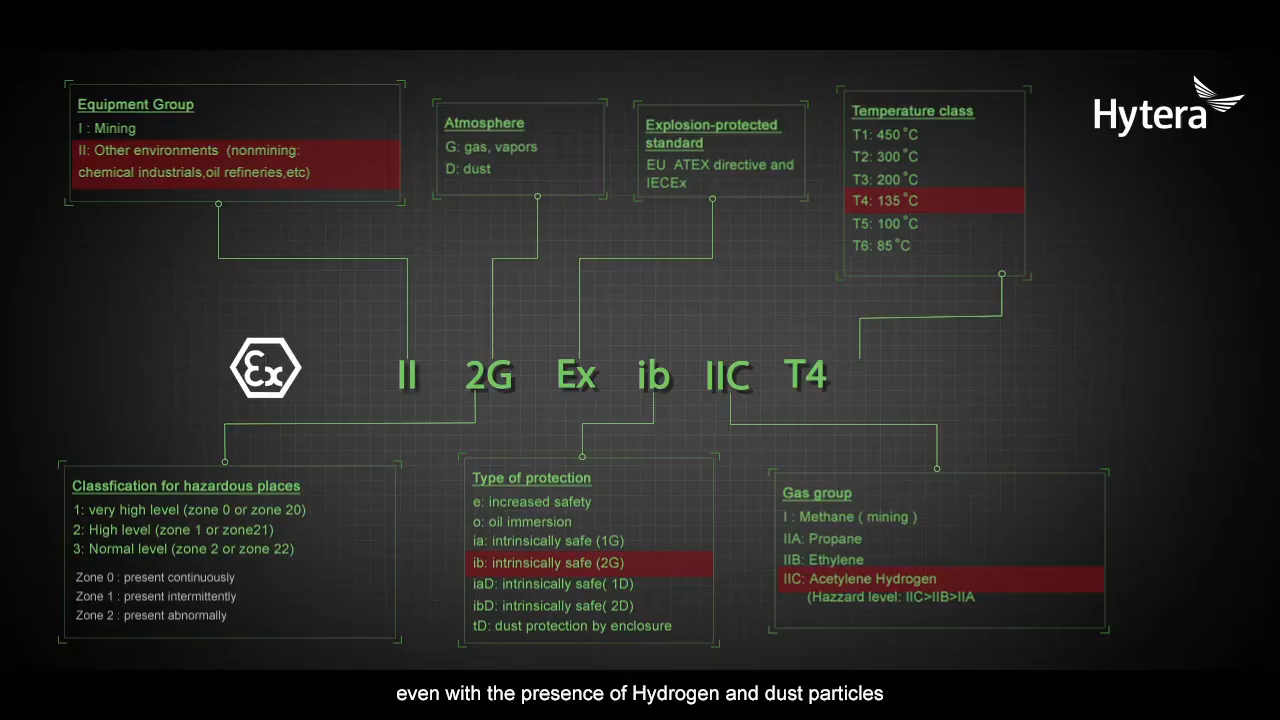 Equipment Group
I : Mining
II: Other environments (nonmining:
chemical industrials,oil refineries,etc)
Atmosphere
G: gas, vapors
D: dust
Explosion-protected
standard
EU ATEX directive and
IECEx
Temperature class
T1: 450°C
T2: 300°C
T3: 200°C
T4: 135°C
T5: 100°C
T6: 85°C
Hytera
Ex II 2G Ex ib IIC T4
Classfication for hazardous places
1: very high level (zone 0 or zone 20)
2: High level (zone 1 or zone21)
3: Normal level (zone 2 or zone 22)
Zone 0 : present continuously
Zone 1 : present intermittently
Zone 2 : present abnormally
Type of protection
e: increased safety
o: oil immersion
ia: intrinsically safe (1G)
ib: intrinsically safe (2G)
iaD: intrinsically safe( 1D)
ibD: intrinsically safe( 2D)
tD: dust protection by enclosure
Gas group
I : Methane ( mining )
IIA: Propane
IIB: Ethylene
IIC: Acetylene Hydrogen
(Hazzard level: IIC>IIB>IIA
even with the presence of Hydrogen and dust particles